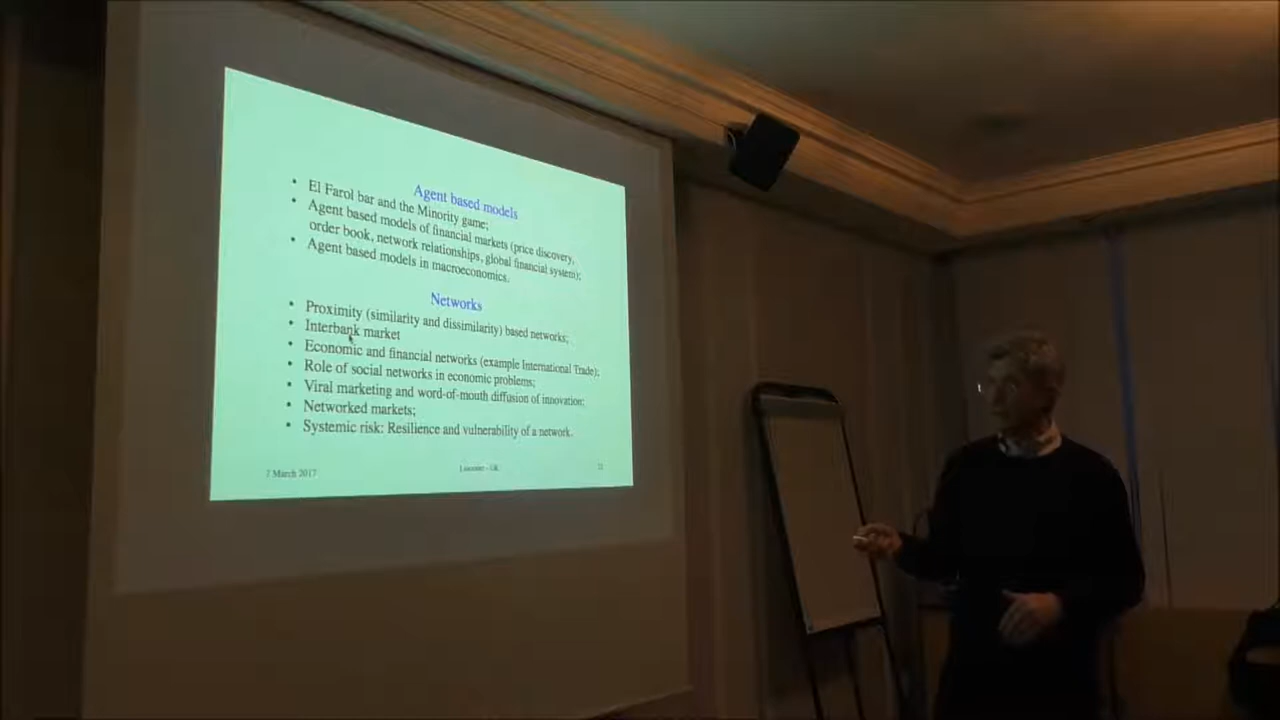 Agent based models
• El Farol bar and the Minority game;
• Agent based models of financial markets (price discovery,
order book, network relationships, global financial system);
• Agent based models in macroeconomics.
Networks
• Proximity (similarity and dissimilarity) based networks;
• Interbank market
• Economic and financial networks (example International Trade);
• Role of social networks in economic problems;
• Viral marketing and word-of-mouth diffusion of innovation;
• Networked markets;
• Systemic risk: Resilience and vulnerability of a network.
7 March 2017